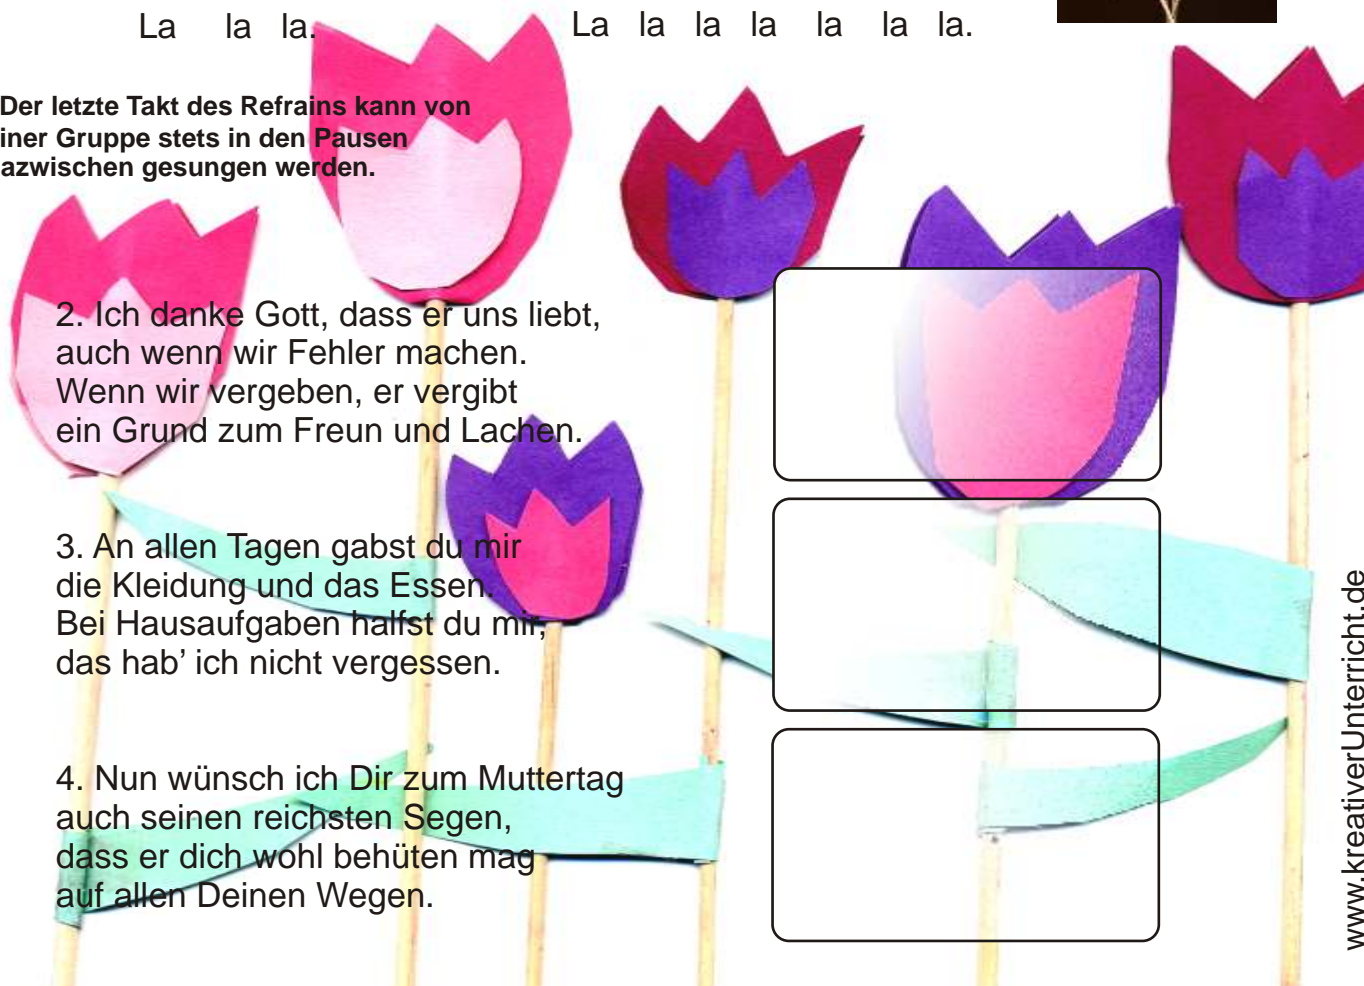 La la la. La la la la la la la.
Der letzte Takt des Refrains kann von
iner Gruppe stets in den Pausen
azwischen gesungen werden.
2. Ich danke Gott, dass er uns liebt,
auch wenn wir Fehler machen.
Wenn wir vergeben, er vergibt
ein Grund zum Freun und Lachen.
3. An allen Tagen gabst du mir
die Kleidung und das Essen.
Bei Hausaufgaben halfst du mir,
das hab’ ich nicht vergessen.
4. Nun wünsch ich Dir zum Muttertag
auch seinen reichsten Segen,
dass er dich wohl behüten mag
auf allen Deinen Wegen.
www.kreativerUnterricht.de